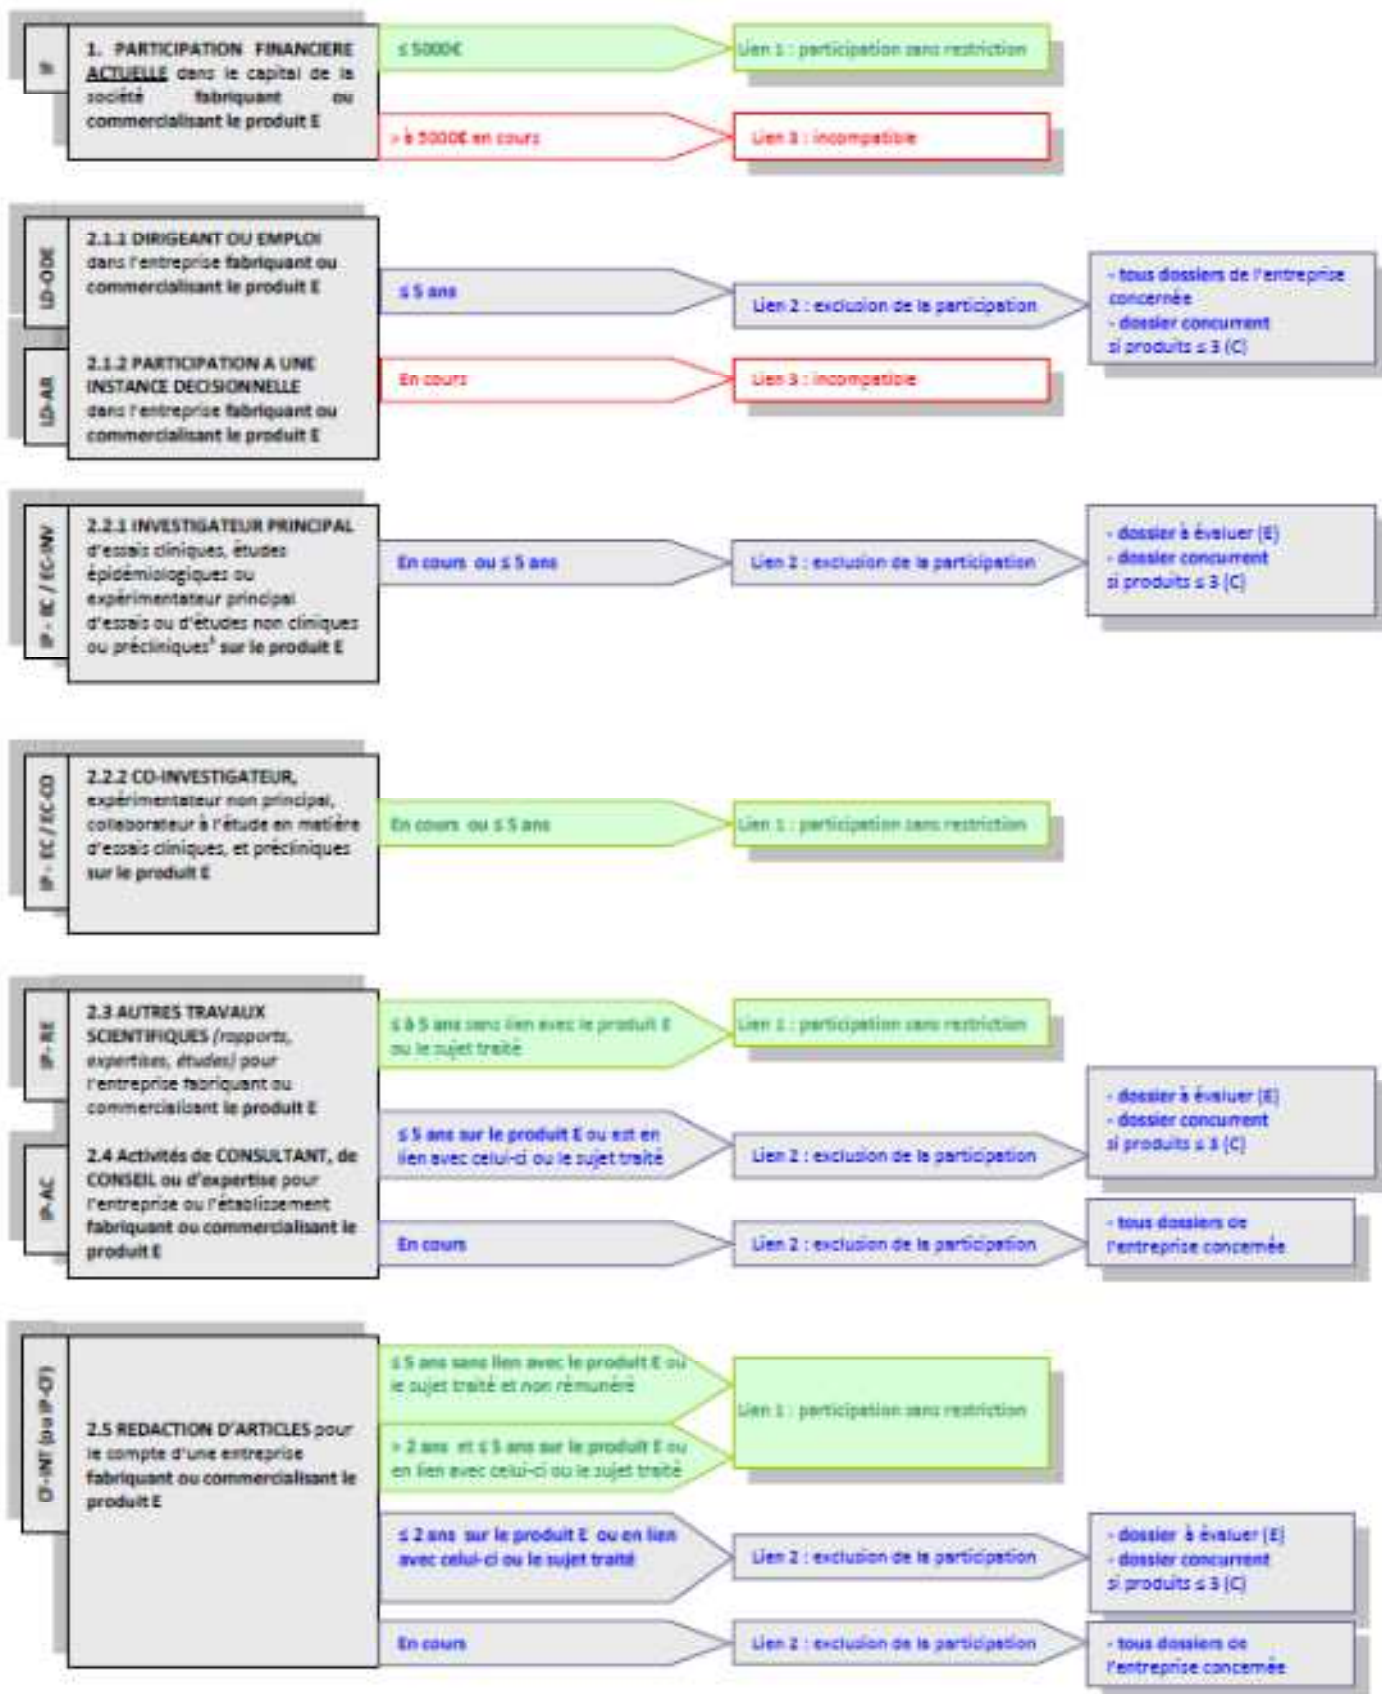 IF
1. PARTICIPATION FINANCIERE
ACTUELLE dans le capital de la
société fabriquant ou
commercialisant le produit E
≤ 5000€
Lien 1 : participation sans restriction
> à 5000€ en cours
Lien 3 : incompatible
LD-ODE
2.1.1 DIRIGEANT OU EMPLOI
dans l'entreprise fabriquant ou
commercialisant le produit E
≤ 5 ans
Lien 2 : exclusion de la participation
- tous dossiers de l'entreprise
concernée
- dossier concurrent
si produits ≤ 3 (C)
LD-AR
2.1.2 PARTICIPATION A UNE
INSTANCE DECISIONNELLE
dans l'entreprise fabriquant ou
commercialisant le produit E
En cours
Lien 3 : incompatible
IP - EC / EC-INV
2.2.1 INVESTIGATEUR PRINCIPAL
d'essais cliniques, études
épidémiologiques ou
expérimentateur principal
d'essais ou d'études non cliniques
ou précliniques sur le produit E
En cours ou ≤ 5 ans
Lien 2 : exclusion de la participation
- dossier à évaluer (E)
- dossier concurrent
si produits ≤ 3 (C)
IP - EC / EC-CO
2.2.2 CO-INVESTIGATEUR,
expérimentateur non principal,
collaborateur à l'étude en matière
d'essais cliniques, et précliniques
sur le produit E
En cours ou ≤ 5 ans
Lien 1 : participation sans restriction
IP- RE
2.3 AUTRES TRAVAUX
SCIENTIFIQUES (rapports,
expertises, études) pour
l'entreprise fabriquant ou
commercialisant le produit E
≤ à 5 ans sans lien avec le produit E
ou le sujet traité
Lien 1 : participation sans restriction
IP-AC
2.4 Activités de CONSULTANT, de
CONSEIL ou d'expertise pour
l'entreprise ou l'établissement
fabriquant ou commercialisant le
produit E
≤ 5 ans sur le produit E ou est en
lien avec celui-ci ou le sujet traité
Lien 2 : exclusion de la participation
- dossier à évaluer (E)
- dossier concurrent
si produits ≤ 3 (C)
En cours
Lien 2 : exclusion de la participation
- tous dossiers de
l'entreprise concernée
CF-INT (ou IP-CF)
2.5 REDACTION D'ARTICLES pour
le compte d'une entreprise
fabriquant ou commercialisant le
produit E
≤ 5 ans sans lien avec le produit E ou
le sujet traité et non rémunéré
> 2 ans et ≤ 5 ans sur le produit E ou
en lien avec celui-ci ou le sujet traité
Lien 1 : participation sans restriction
≤ 2 ans sur le produit E ou en lien
avec celui-ci ou le sujet traité
Lien 2 : exclusion de la participation
- dossier à évaluer (E)
- dossier concurrent
si produits ≤ 3 (C)
En cours
Lien 2 : exclusion de la participation
- tous dossiers de
l'entreprise concernée